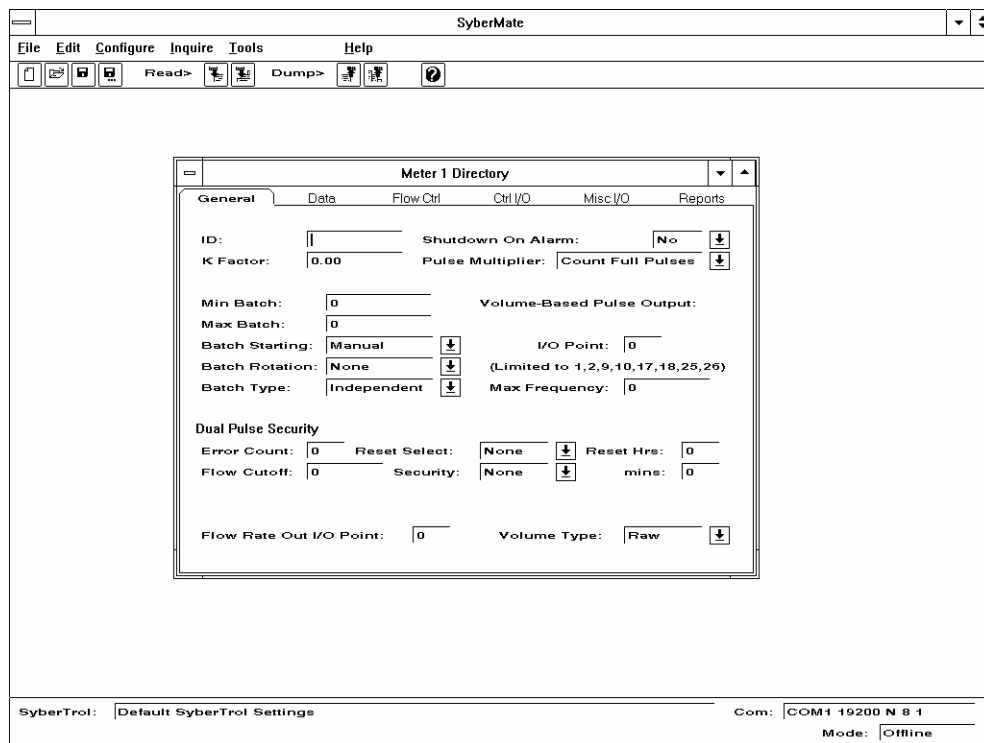 SyberMate
File Edit Configure Inquire Tools Help
Read> Dump>
Meter 1 Directory
General Data Flow Ctrl Ctrl I/O Misc I/O Reports
ID: Shutdown On Alarm: No
K Factor: 0.00 Pulse Multiplier: Count Full Pulses
Min Batch: 0 Volume-Based Pulse Output:
Max Batch: 0
Batch Starting: Manual I/O Point: 0
Batch Rotation: None (Limited to 1,2,9,10,17,18,25,26)
Batch Type: Independent Max Frequency: 0
Dual Pulse Security
Error Count: 0 Reset Select: None Reset Hrs: 0
Flow Cutoff: 0 Security: None mins: 0
Flow Rate Out I/O Point: 0 Volume Type: Raw
SyberTrol: Default SyberTrol Settings Com: COM1 19200 N 8 1
Mode: Offline